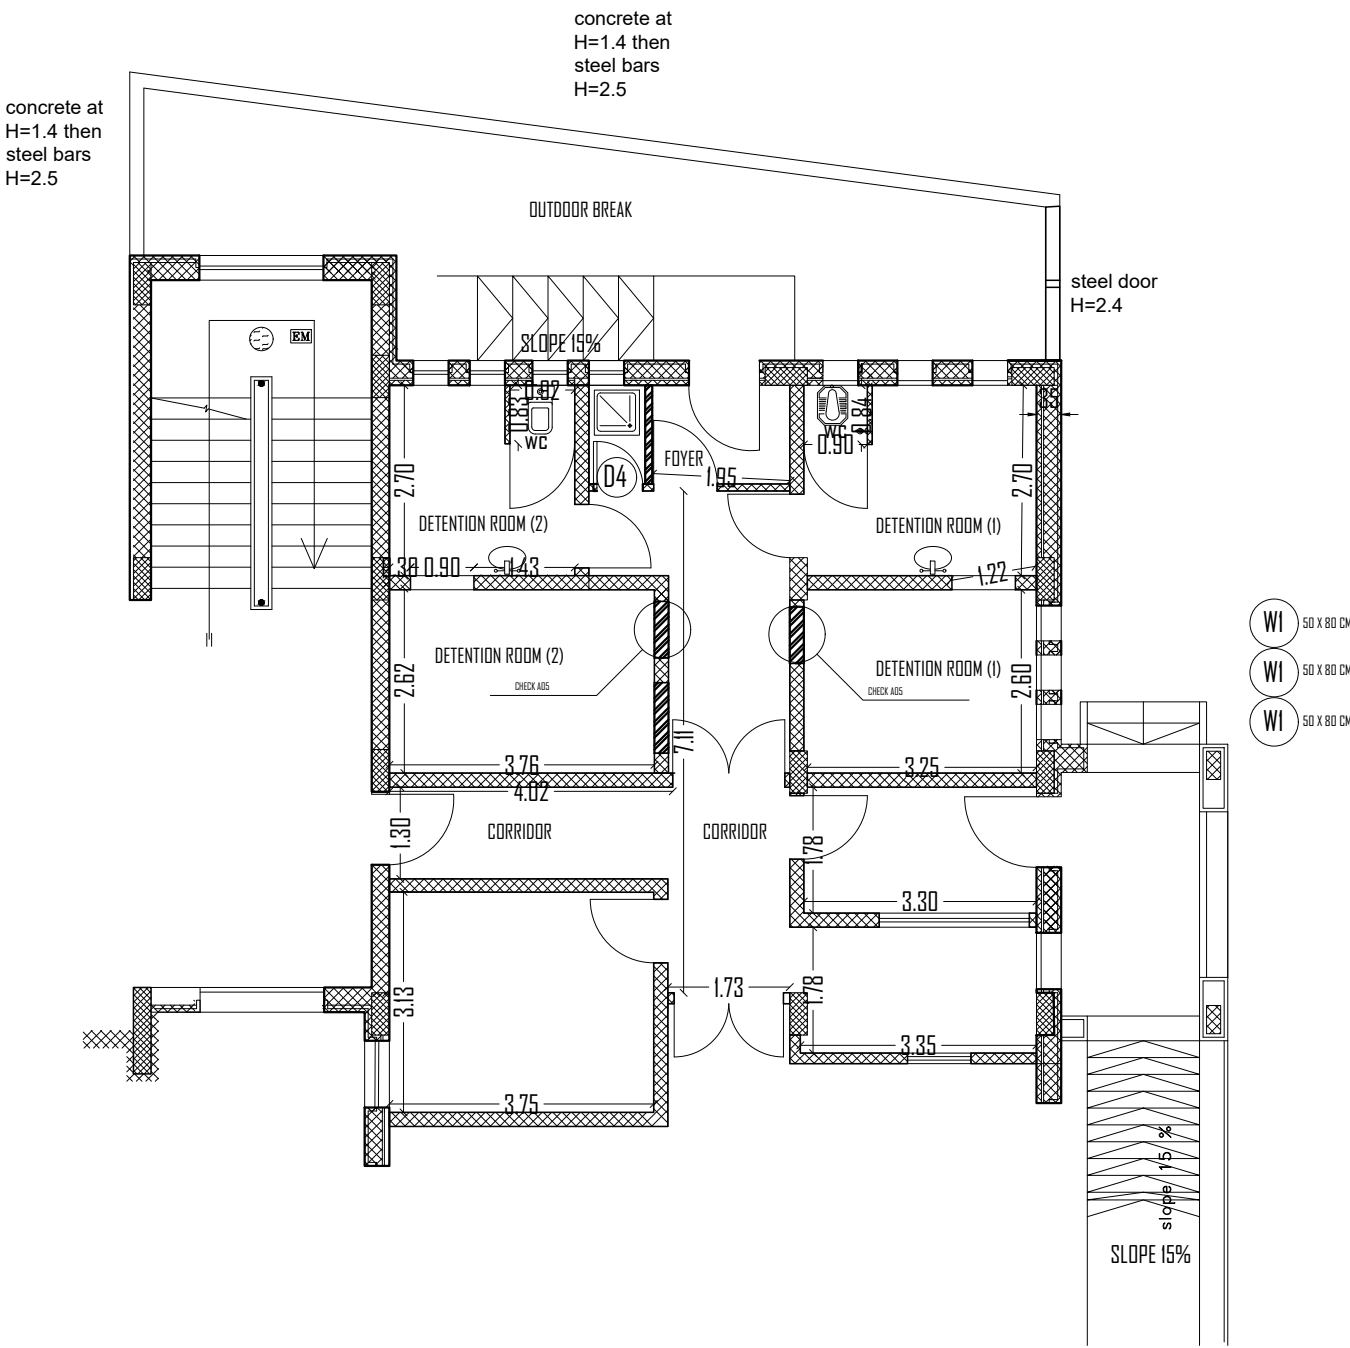 concrete at
H=1.4 then
steel bars
H=2.5
concrete at
H=1.4 then
steel bars
H=2.5
OUTDOOR BREAK
steel door
H=2.4
EM
SLOPE 15%
0.82
0.83
WC
0.84
WC
0.90
FOYER
1.95
D4
2.70
2.70
DETENTION ROOM (2)
DETENTION ROOM (1)
.30
0.90
1.43
1.22
DETENTION ROOM (2)
CHECK A05
DETENTION ROOM (1)
CHECK A05
2.62
2.60
W1
50 X 80 CM
W1
50 X 80 CM
W1
50 X 80 CM
7.11
3.76
4.02
3.25
1.30
CORRIDOR
CORRIDOR
1.78
3.30
3.13
1.73
1.78
3.35
3.75
slope 15 %
SLOPE 15%